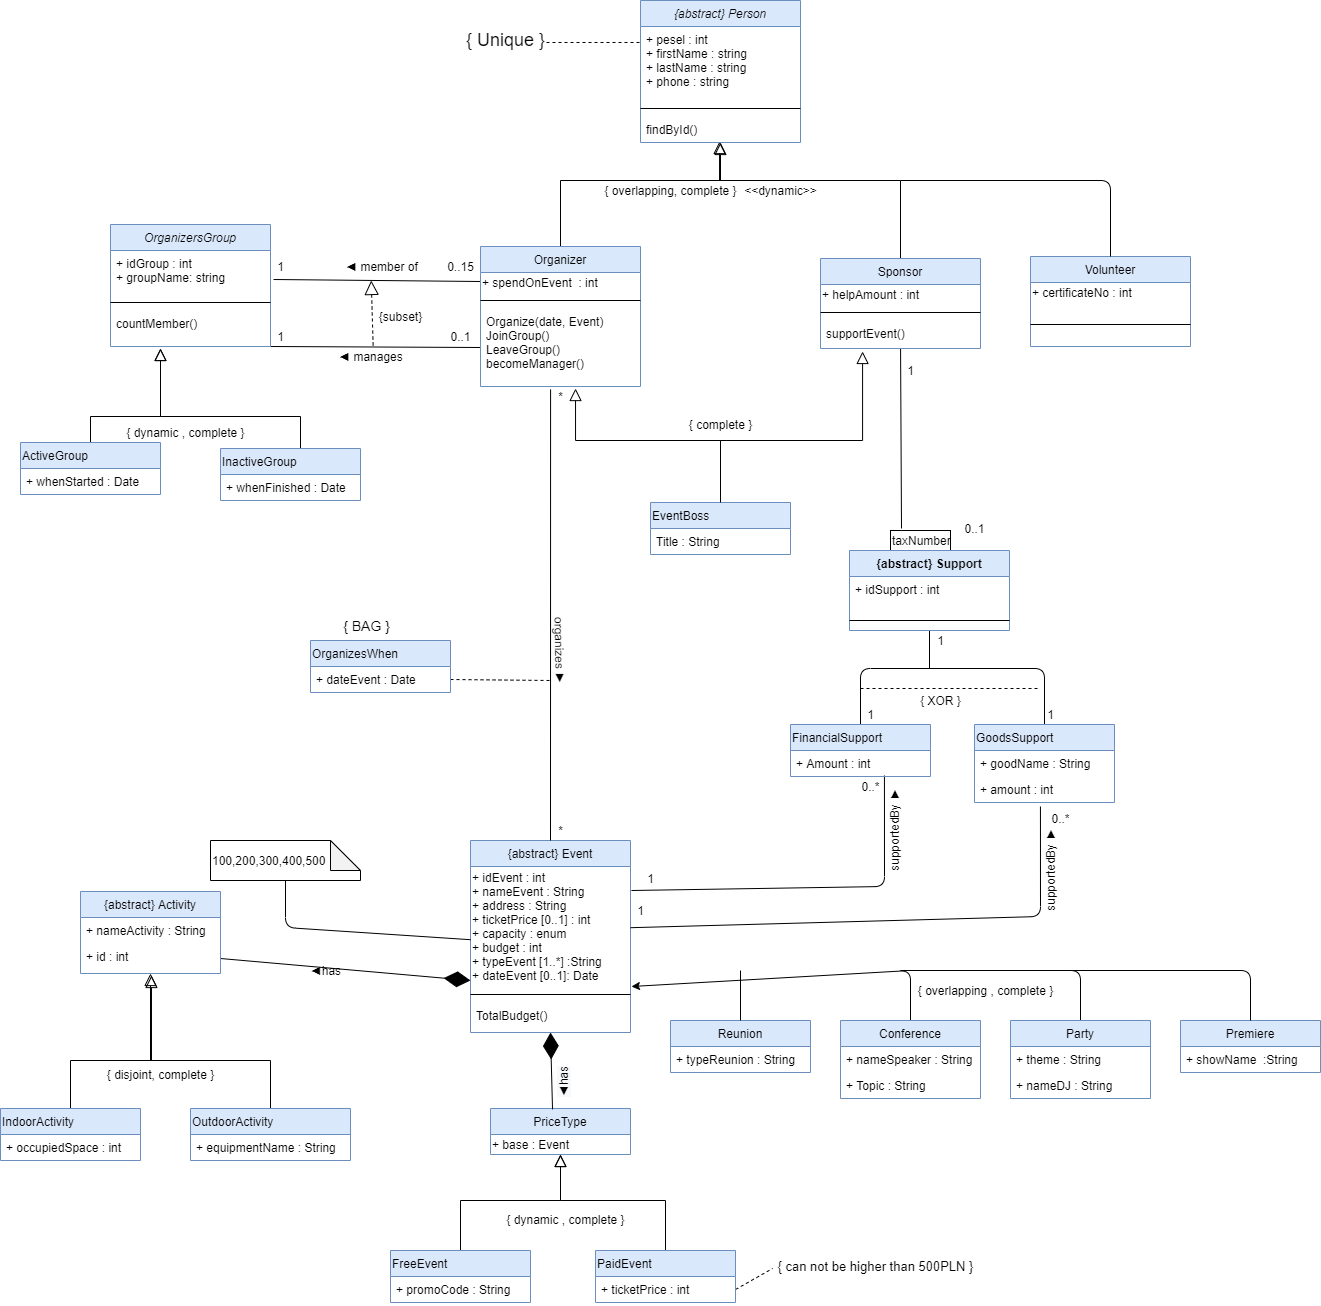 {abstract} Person
{ Unique }
+ pesel : int
+ firstName : string
+ lastName : string
+ phone : string
findById()
{ overlapping, complete } <<dynamic>>
OrganizersGroup
+ idGroup : int
+ groupName: string
countMember()
1
◄ member of
0..15
{subset}
1
0..1
◄ manages
Organizer
+ spendOnEvent : int
Organize(date, Event)
JoinGroup()
LeaveGroup()
becomeManager()
Sponsor
+ helpAmount : int
supportEvent()
Volunteer
+ certificateNo : int
1
*
{ dynamic , complete }
ActiveGroup
+ whenStarted : Date
InactiveGroup
+ whenFinished : Date
{ complete }
EventBoss
Title : String
0..1
taxNumber
{abstract} Support
+ idSupport : int
1
organizes ►
{ BAG }
OrganizesWhen
+ dateEvent : Date
{ XOR }
1
1
FinancialSupport
+ Amount : int
GoodsSupport
+ goodName : String
+ amount : int
0..*
supportedBy ►
0..*
supportedBy ►
*
100,200,300,400,500
{abstract} Event
+ idEvent : int
+ nameEvent : String
+ address : String
+ ticketPrice [0..1] : int
+ capacity : enum
+ budget : int
+ typeEvent [1..*] :String
+ dateEvent [0..1]: Date
TotalBudget()
1
1
{abstract} Activity
+ nameActivity : String
+ id : int
◄has
{ overlapping , complete }
Reunion
+ typeReunion : String
Conference
+ nameSpeaker : String
+ Topic : String
Party
+ theme : String
+ nameDJ : String
Premiere
+ showName :String
{ disjoint, complete }
IndoorActivity
+ occupiedSpace : int
OutdoorActivity
+ equipmentName : String
◄has
PriceType
+ base : Event
{ dynamic , complete }
FreeEvent
+ promoCode : String
PaidEvent
+ ticketPrice : int
{ can not be higher than 500PLN }